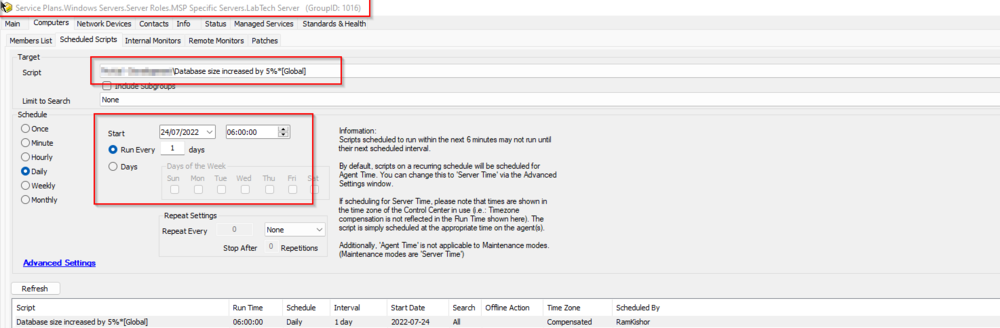 Service Plans.Windows Servers.Server Roles.MSP Specific Servers.LabTech Server (GroupID: 1016)
Main Computers Network Devices Contacts Info Status Managed Services Standards & Health
Members List Scheduled Scripts Internal Monitors Remote Monitors Patches
Target
Script \Database size increased by 5%*[Global]
Include Subgroups
Limit to Search None
Schedule
Once
Minute
Hourly
Daily
Weekly
Monthly
Start 24/07/2022 06:00:00
Run Every 1 days
Days
Days of the Week
Sun Mon Tue Wed Thu Fri Sat
Repeat Settings
Repeat Every 0 None
Stop After 0 Repetitions
Information:
Scripts scheduled to run within the next 6 minutes may not run until
their next scheduled interval.
By default, scripts on a recurring schedule will be scheduled for
Agent Time. You can change this to 'Server Time' via the Advanced
Settings window.
If scheduling for Server Time, please note that times are shown in
the time zone of the Control Center in use (i.e.: Timezone
compensation is not reflected in the Run Time shown here). The
script is simply scheduled at the appropriate time on the agent(s).
Additionally, 'Agent Time' is not applicable to Maintenance modes.
(Maintenance modes are 'Server Time')
Advanced Settings
Refresh
Script Run Time Schedule Interval Start Date Search Offline Action Time Zone Scheduled By
Database size increased by 5%*[Global] 06:00:00 Daily 1 day 2022-07-24 All Compensated RamKishor